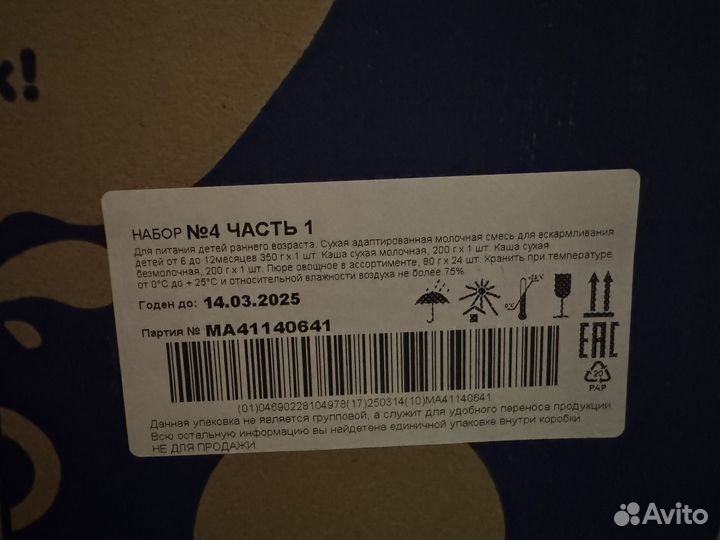 к!
НАБОР №4 ЧАСТЬ 1
Для питания детей раннего возраста. Сухая адаптированная молочная смесь для вскармливания
детей от 6 до 12месяцев 350 г х 1 шт. Каша сухая молочная, 200 г х 1 шт. Каша сухая
безмолочная, 200 г х 1 шт. Пюре овощное в ассортименте, 80 г х 24 шт. Хранить при температуре
от 0°C до + 25°C и относительной влажности воздуха не более 75%.
Годен до: 14.03.2025
Партия № MA41140641
(01)04690228104978(17)250314(10)MA41140641
0°C
+25°C
EAC
20
PAP
Данная упаковка не является групповой, а служит для удобного переноса продукции.
Всю остальную информацию вы найдетена единичной упаковке внутри коробки
НЕ ДЛЯ ПРОДАЖИ
Avito